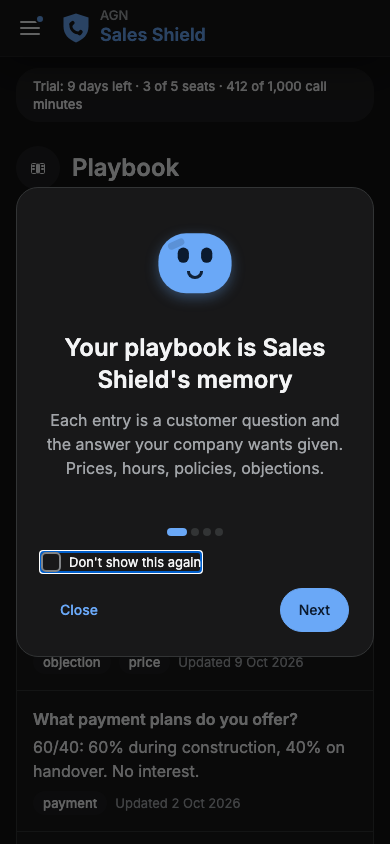 AGN
Sales Shield
Trial: 9 days left · 3 of 5 seats · 412 of 1,000 call
minutes
Playbook
Your playbook is Sales
Shield's memory
Each entry is a customer question and
the answer your company wants given.
Prices, hours, policies, objections.
Don't show this again
Close
Next
objection price Updated 9 Oct 2026
What payment plans do you offer?
60/40: 60% during construction, 40% on
handover. No interest.
payment Updated 2 Oct 2026